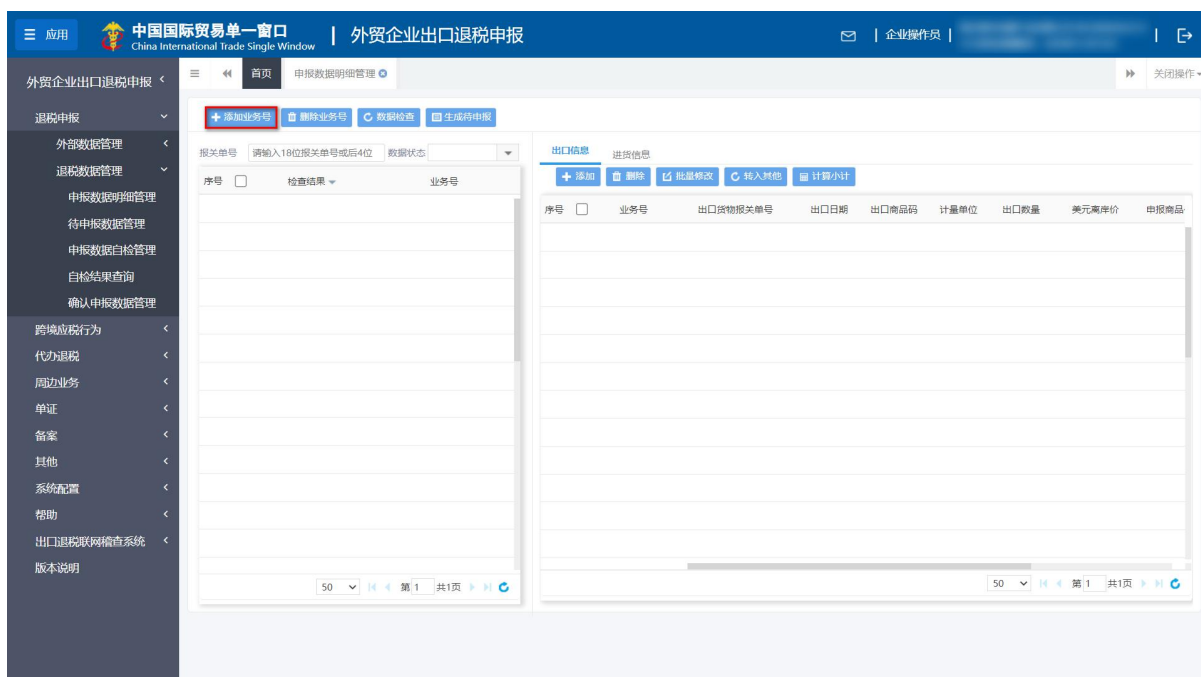 应用
中国国际贸易单一窗口
China International Trade Single Window
外贸企业出口退税申报
企业操作员
外贸企业出口退税申报
首页
申报数据明细管理
关闭操作
退税申报
外部数据管理
退税数据管理
申报数据明细管理
待申报数据管理
申报数据自检管理
自检结果查询
确认申报数据管理
跨境应税行为
代办退税
周边业务
单证
备案
其他
系统配置
帮助
出口退税联网稽查系统
版本说明
添加业务号 删除业务号 数据检查 生成待申报
报关单号 请输入18位报关单号或后4位 数据状态
序号 检查结果 业务号
50 第 1 共1页
出口信息 进货信息
添加 删除 批量修改 转入其他 计算小计
序号 业务号 出口货物报关单号 出口日期 出口商品码 计量单位 出口数量 美元离岸价 申报商品
50 第 1 共1页